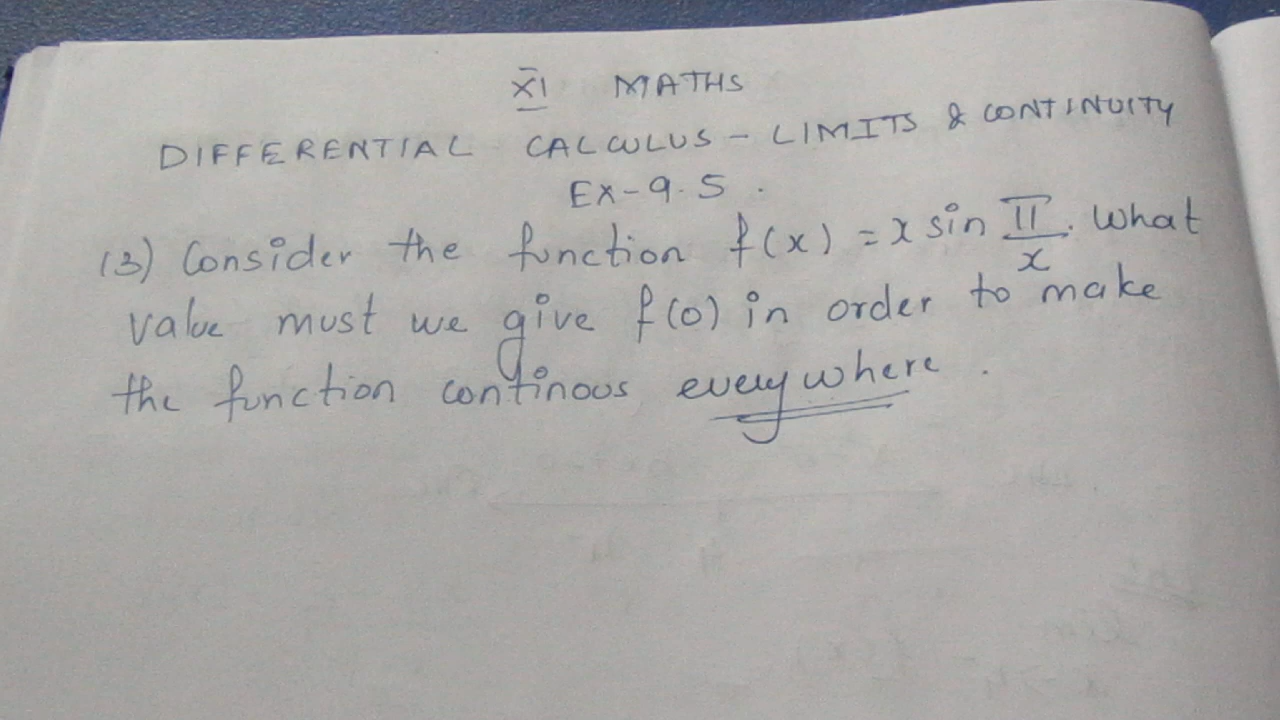 XI MATHS
DIFFERENTIAL CALCULUS - LIMITS & CONTINUITY
EX-9.5.
13) Consider the function f(x) = x sin π/x. What
value must we give f(0) in order to make
the function continous everywhere.